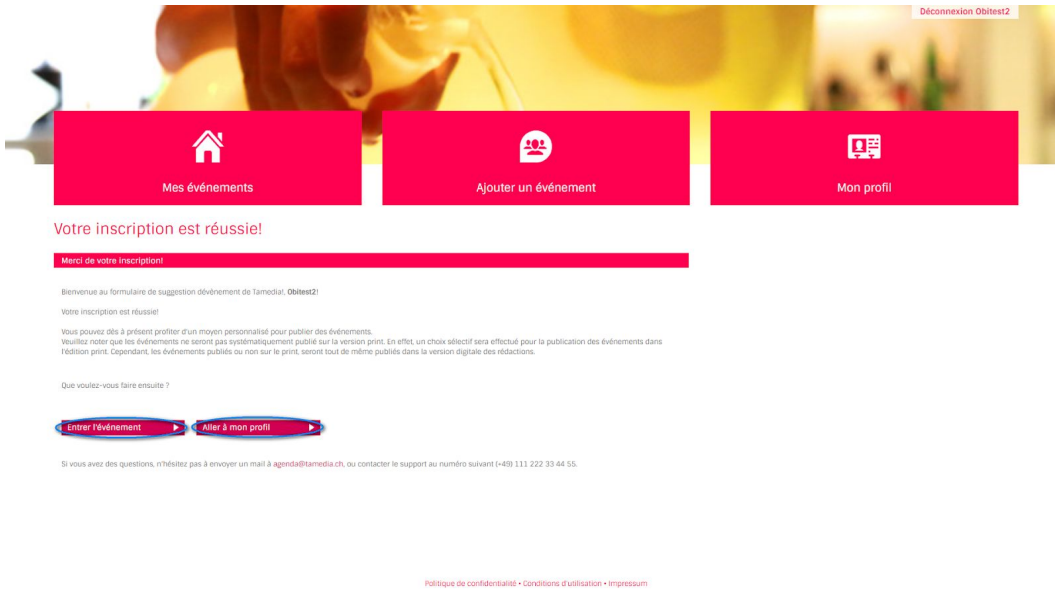 Déconnexion Obitest2
Mes événements
Ajouter un événement
Mon profil
Votre inscription est réussie!
Merci de votre inscription!
Bienvenue au formulaire de suggestion dévènement de Tamedia!, Obitest2!
Votre inscription est réussie!
Vous pouvez dès à présent profiter d'un moyen personnalisé pour publier des événements.
Veuillez noter que les événements ne seront pas systématiquement publié sur la version print. En effet, un choix sélectif sera effectué pour la publication des événements dans
l'édition print. Cependant, les événements publiés ou non sur le print, seront tout de même publiés dans la version digitale des rédactions.
Que voulez-vous faire ensuite ?
Entrer l'événement
Aller à mon profil
Si vous avez des questions, n'hésitez pas à envoyer un mail à agenda@tamedia.ch, ou contacter le support au numéro suivant (+49) 111 222 33 44 55.
Politique de confidentialité • Conditions d'utilisation • Impressum